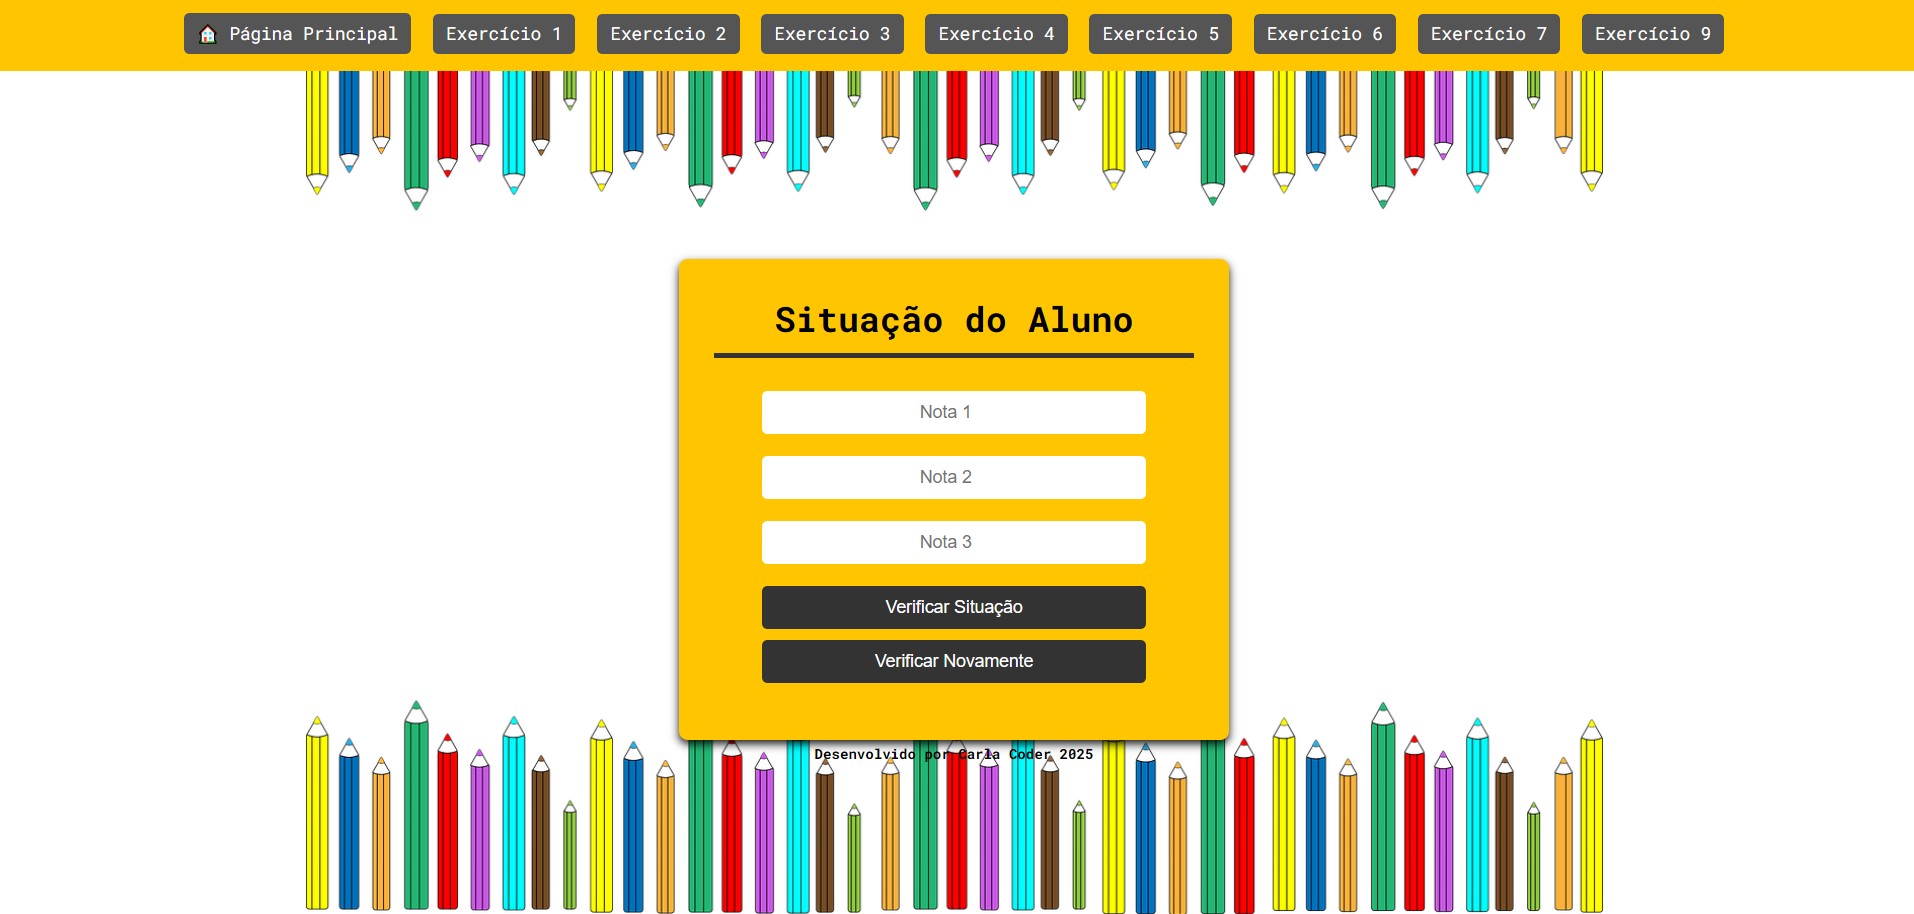 🏠 Página Principal Exercício 1 Exercício 2 Exercício 3 Exercício 4 Exercício 5 Exercício 6 Exercício 7 Exercício 9
Situação do Aluno
Nota 1
Nota 2
Nota 3
Verificar Situação
Verificar Novamente
Desenvolvido por Carla Coder 2025